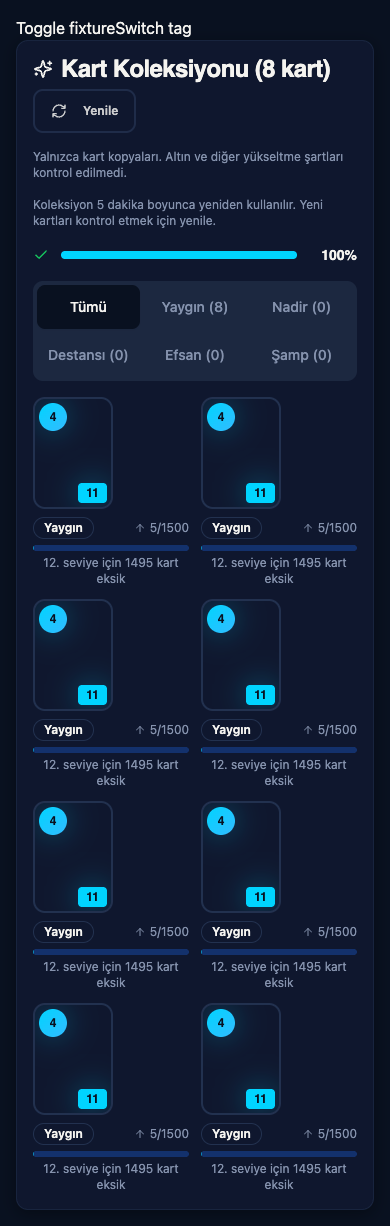 Toggle fixtureSwitch tag
Kart Koleksiyonu (8 kart)
Yenile
Yalnızca kart kopyaları. Altın ve diğer yükseltme şartları
kontrol edilmedi.
Koleksiyon 5 dakika boyunca yeniden kullanılır. Yeni
kartları kontrol etmek için yenile.
100%
Tümü Yaygın (8) Nadir (0)
Destansı (0) Efsan (0) Şamp (0)
4 4
11 11
Yaygın ↑ 5/1500 Yaygın ↑ 5/1500
12. seviye için 1495 kart 12. seviye için 1495 kart
eksik eksik
4 4
11 11
Yaygın ↑ 5/1500 Yaygın ↑ 5/1500
12. seviye için 1495 kart 12. seviye için 1495 kart
eksik eksik
4 4
11 11
Yaygın ↑ 5/1500 Yaygın ↑ 5/1500
12. seviye için 1495 kart 12. seviye için 1495 kart
eksik eksik
4 4
11 11
Yaygın ↑ 5/1500 Yaygın ↑ 5/1500
12. seviye için 1495 kart 12. seviye için 1495 kart
eksik eksik